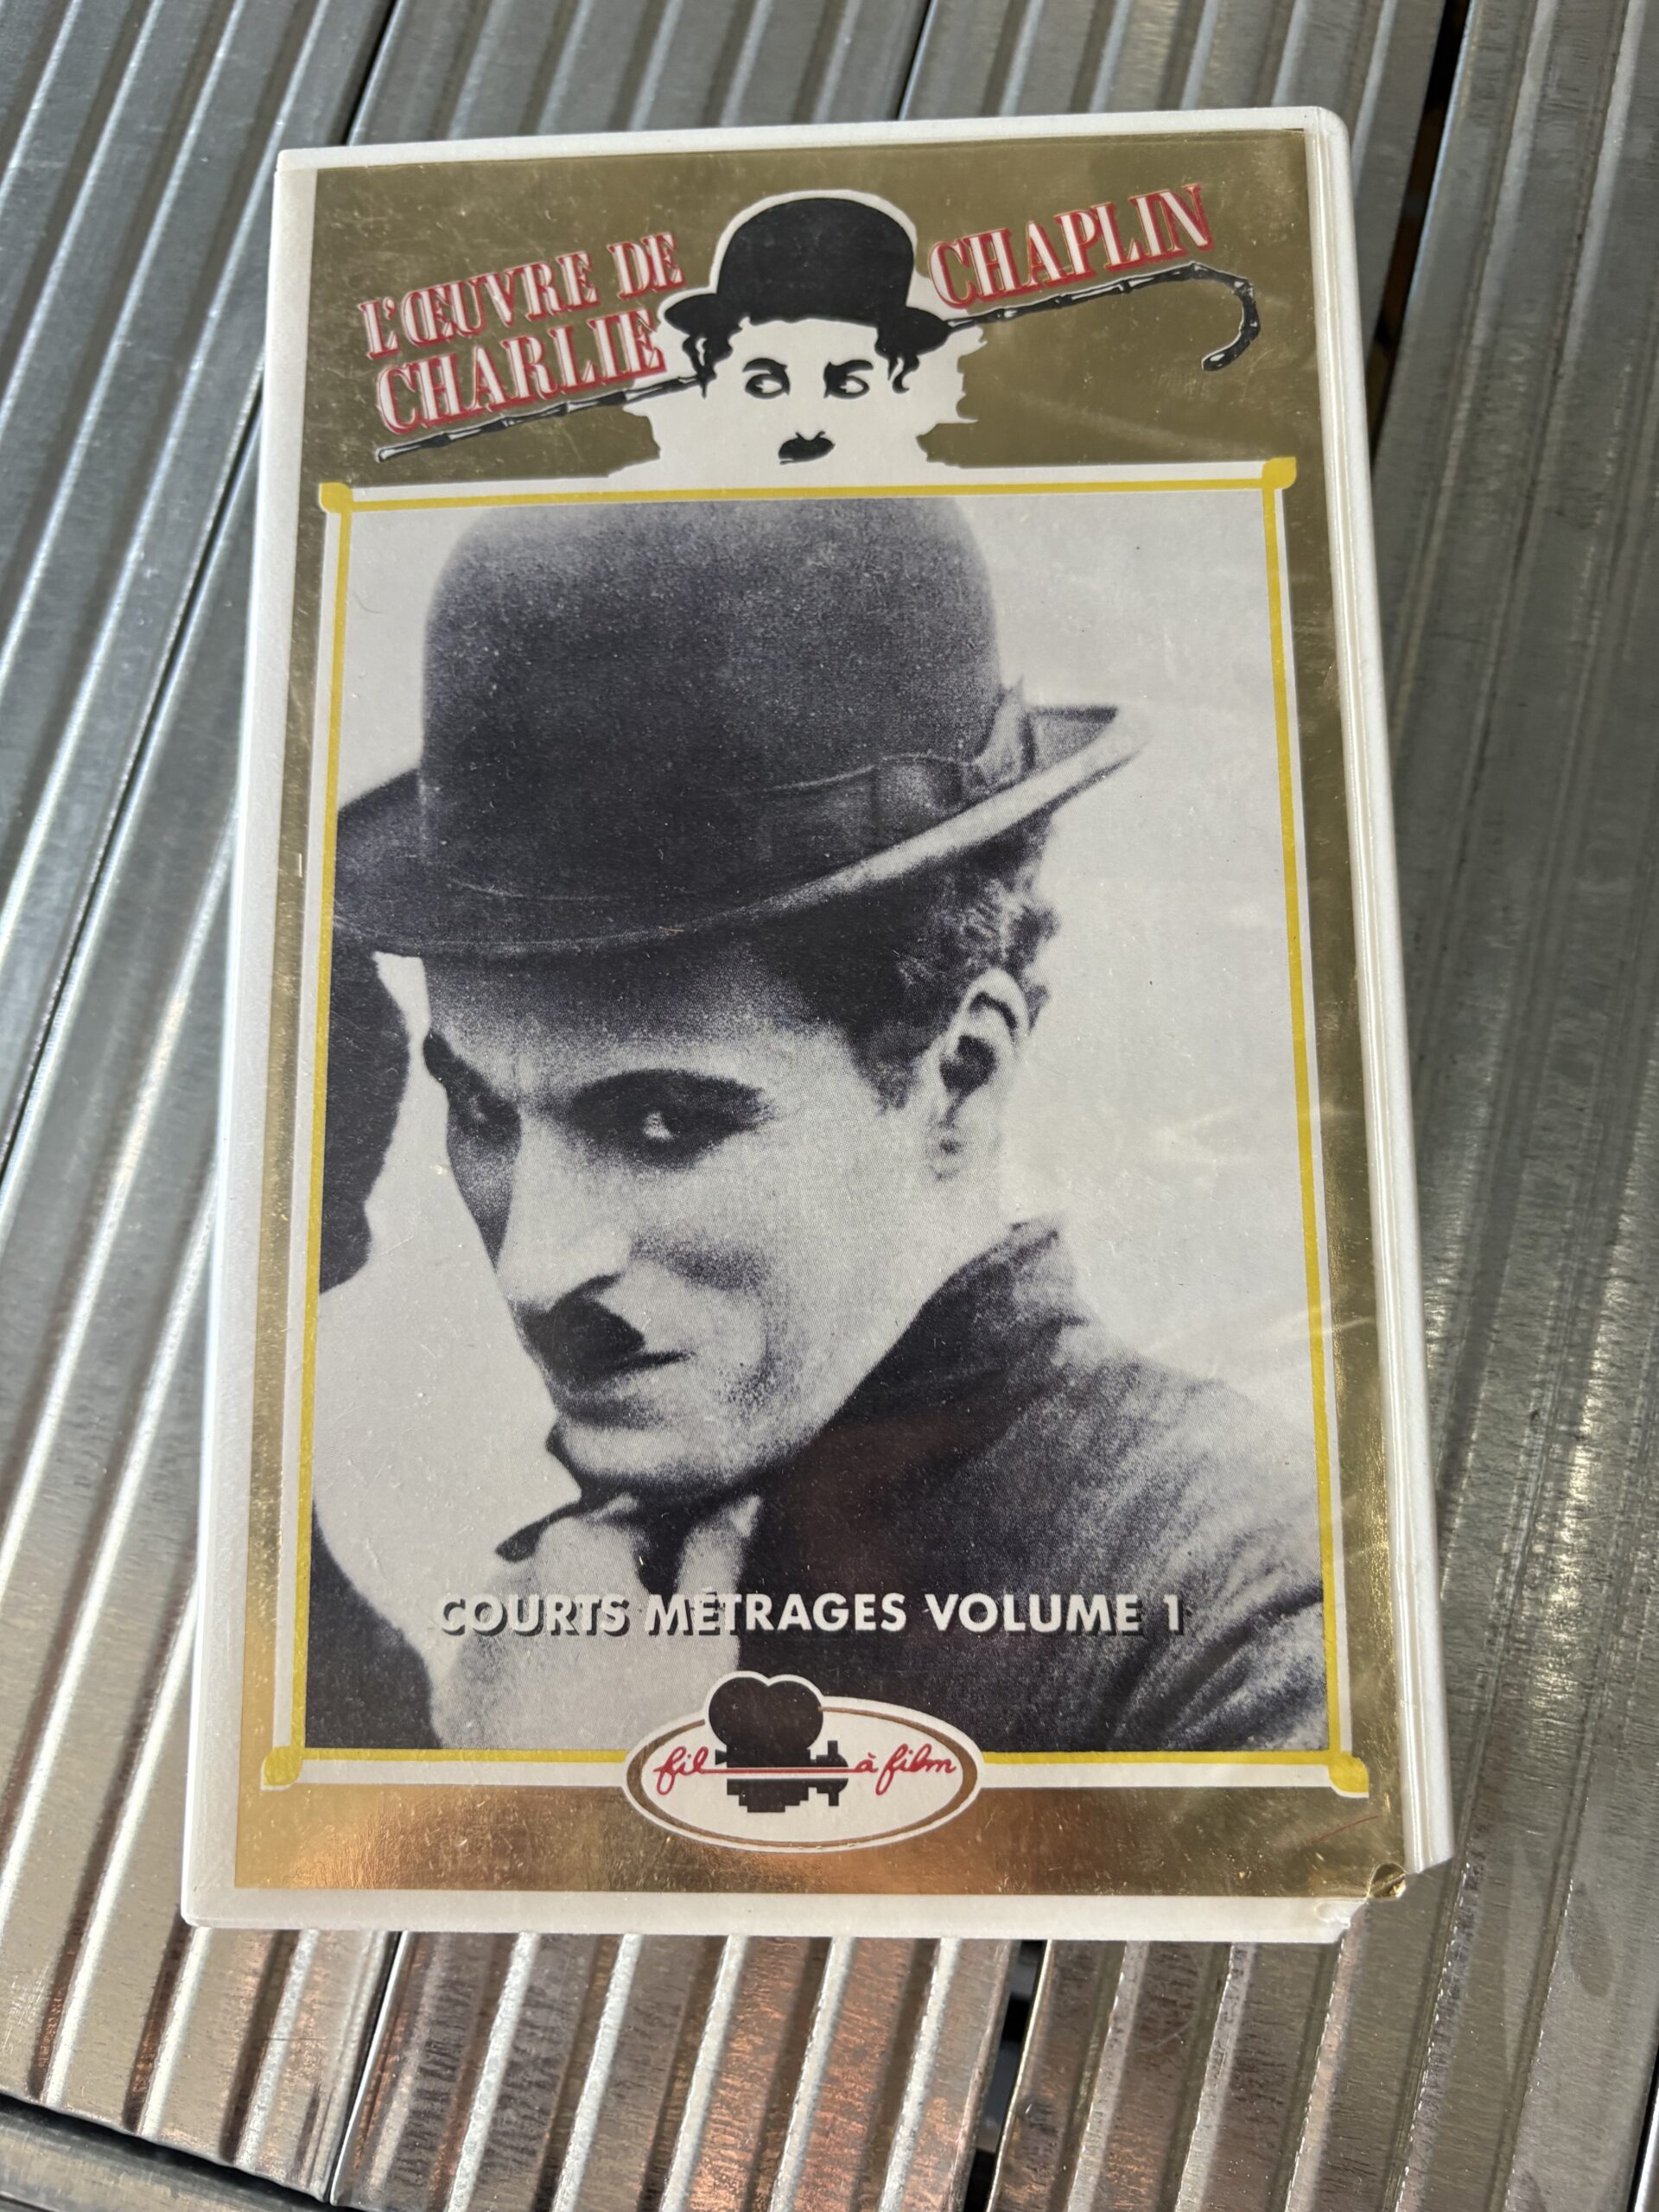 L'ŒUVRE DE
CHARLIE CHAPLIN
COURTS MÉTRAGES VOLUME 1
fil à film